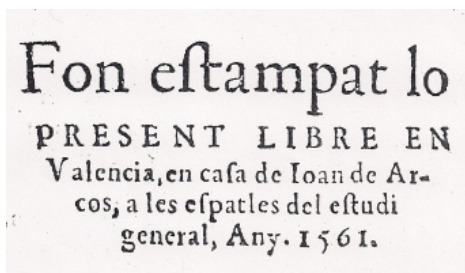 Fon eſtampat lo
PRESENT LIBRE EN
Valencia, en caſa de Ioan de Ar-
cos, a les eſpatles del eſtudi
general, Any. 1561.